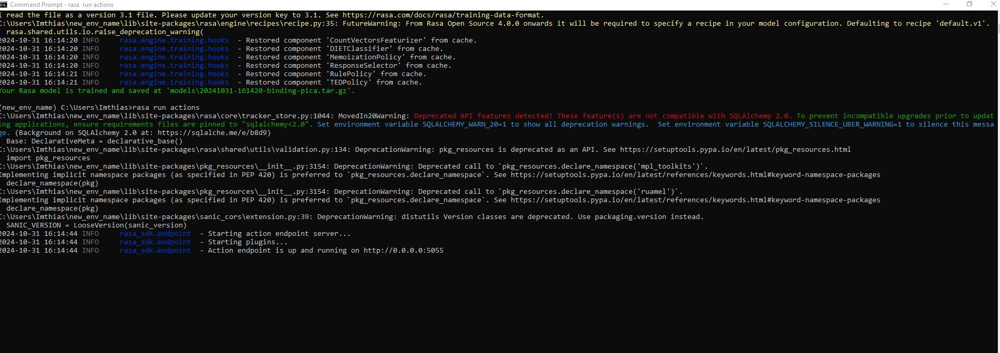 Command Prompt - rasa  run actions
l read the file as a version 3.1 file. Please update your version key to 3.1. See https://rasa.com/docs/rasa/training-data-format.
C:\Users\Imthias\new_env_name\lib\site-packages\rasa\engine\recipes\recipe.py:35: FutureWarning: From Rasa Open Source 4.0.0 onwards it will be required to specify a recipe in your model configuration. Defaulting to recipe 'default.v1'.
  rasa.shared.utils.io.raise_deprecation_warning(
2024-10-31 16:14:20 INFO     rasa.engine.training.hooks  - Restored component 'CountVectorsFeaturizer' from cache.
2024-10-31 16:14:20 INFO     rasa.engine.training.hooks  - Restored component 'DIETClassifier' from cache.
2024-10-31 16:14:20 INFO     rasa.engine.training.hooks  - Restored component 'MemoizationPolicy' from cache.
2024-10-31 16:14:20 INFO     rasa.engine.training.hooks  - Restored component 'ResponseSelector' from cache.
2024-10-31 16:14:21 INFO     rasa.engine.training.hooks  - Restored component 'RulePolicy' from cache.
2024-10-31 16:14:21 INFO     rasa.engine.training.hooks  - Restored component 'TEDPolicy' from cache.
Your Rasa model is trained and saved at 'models\20241031-161420-binding-pica.tar.gz'.
(new_env_name) C:\Users\Imthias>rasa run actions
C:\Users\Imthias\new_env_name\lib\site-packages\rasa\core\tracker_store.py:1044: MovedIn20Warning: Deprecated API features detected! These feature(s) are not compatible with SQLAlchemy 2.0. To prevent incompatible upgrades prior to updat
ing applications, ensure requirements files are pinned to "sqlalchemy<2.0". Set environment variable SQLALCHEMY_WARN_20=1 to show all deprecation warnings.  Set environment variable SQLALCHEMY_SILENCE_UBER_WARNING=1 to silence this messa
ge. (Background on SQLAlchemy 2.0 at: https://sqlalche.me/e/b8d9)
  Base: DeclarativeMeta = declarative_base()
C:\Users\Imthias\new_env_name\lib\site-packages\rasa\shared\utils\validation.py:134: DeprecationWarning: pkg_resources is deprecated as an API. See https://setuptools.pypa.io/en/latest/pkg_resources.html
  import pkg_resources
C:\Users\Imthias\new_env_name\lib\site-packages\pkg_resources\__init__.py:3154: DeprecationWarning: Deprecated call to `pkg_resources.declare_namespace('mpl_toolkits')`.
Implementing implicit namespace packages (as specified in PEP 420) is preferred to `pkg_resources.declare_namespace`. See https://setuptools.pypa.io/en/latest/references/keywords.html#keyword-namespace-packages
  declare_namespace(pkg)
C:\Users\Imthias\new_env_name\lib\site-packages\pkg_resources\__init__.py:3154: DeprecationWarning: Deprecated call to `pkg_resources.declare_namespace('ruamel')`.
Implementing implicit namespace packages (as specified in PEP 420) is preferred to `pkg_resources.declare_namespace`. See https://setuptools.pypa.io/en/latest/references/keywords.html#keyword-namespace-packages
  declare_namespace(pkg)
C:\Users\Imthias\new_env_name\lib\site-packages\sanic_cors\extension.py:39: DeprecationWarning: distutils Version classes are deprecated. Use packaging.version instead.
  SANIC_VERSION = LooseVersion(sanic_version)
2024-10-31 16:14:44 INFO     rasa_sdk.endpoint  - Starting action endpoint server...
2024-10-31 16:14:44 INFO     rasa_sdk.endpoint  - Starting plugins...
2024-10-31 16:14:44 INFO     rasa_sdk.endpoint  - Action endpoint is up and running on http://0.0.0.0:5055